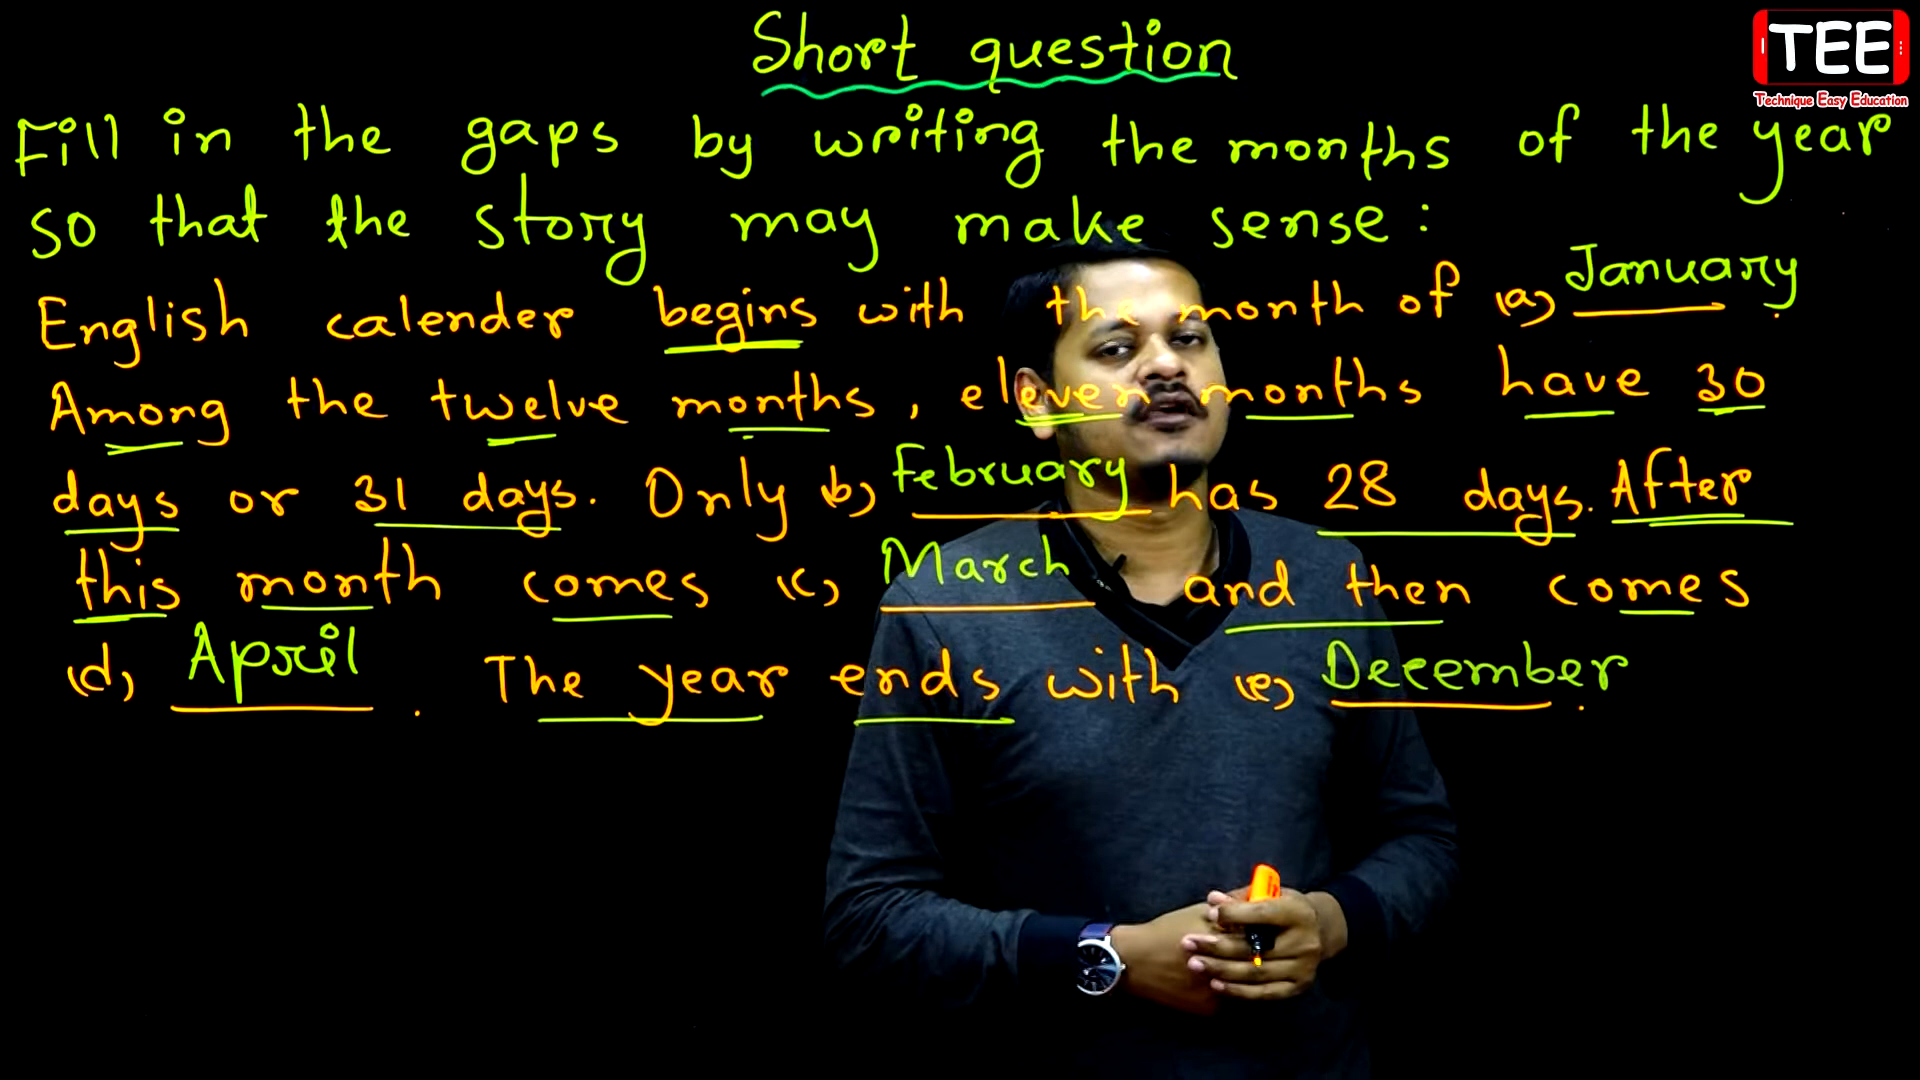 Short question
TEE
Technique Easy Education
Fill in the gaps by writing the months of the year
so that the story may make sense:
English calender begins with the month of (a) January.
Among the twelve months, eleven months have 30
days or 31 days. Only (b) February has 28 days. After
this month comes (c) March and then comes
(d) April. The year ends with (e) December.